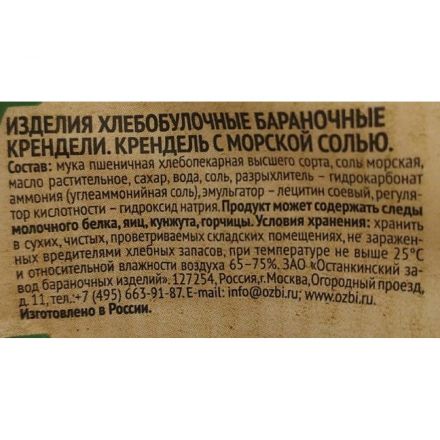 ИЗДЕЛИЯ ХЛЕБОБУЛОЧНЫЕ БАРАНОЧНЫЕ
КРЕНДЕЛИ. КРЕНДЕЛЬ С МОРСКОЙ СОЛЬЮ.
Состав: мука пшеничная хлебопекарная высшего сорта, соль морская,
масло растительное, сахар, вода, соль, разрыхлитель – гидрокарбонат
аммония (углеаммонийная соль), эмульгатор – лецитин соевый, регуля-
тор кислотности – гидроксид натрия. Продукт может содержать следы
молочного белка, яиц, кунжута, горчицы. Условия хранения: хранить
в сухих, чистых, проветриваемых складских помещениях, не заражен-
ных вредителями хлебных запасов, при температуре не выше 25°С
и относительной влажности воздуха 65–75%. ЗАО «Останкинский за-
вод бараночных изделий». 127254, Россия, г.Москва, Огородный проезд,
д. 11, тел.:+7 (495) 663-91-87. E-mail: info@ozbi.ru, www.ozbi.ru.
Изготовлено в России.